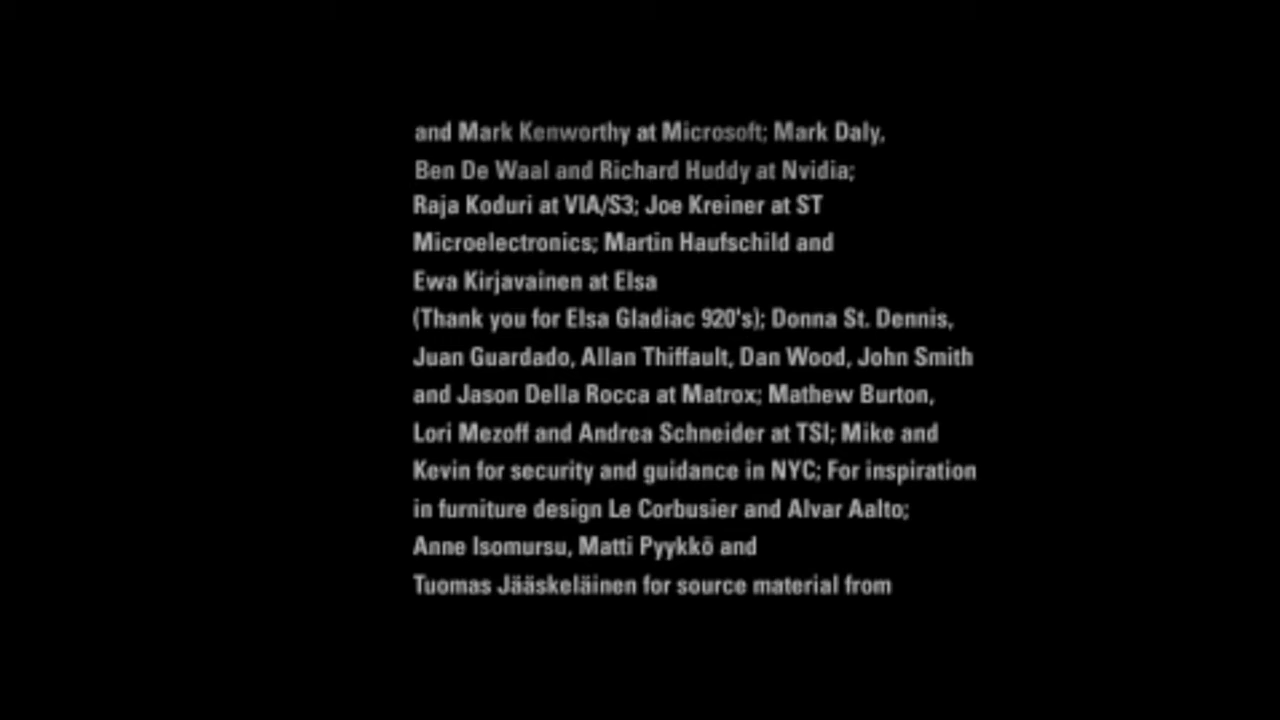 and Mark Kenworthy at Microsoft; Mark Daly,
Ben De Waal and Richard Huddy at Nvidia;
Raja Koduri at VIA/S3; Joe Kreiner at ST
Microelectronics; Martin Haufschild and
Ewa Kirjavainen at Elsa
(Thank you for Elsa Gladiac 920's); Donna St. Dennis,
Juan Guardado, Allan Thiffault, Dan Wood, John Smith
and Jason Della Rocca at Matrox; Mathew Burton,
Lori Mezoff and Andrea Schneider at TSI; Mike and
Kevin for security and guidance in NYC; For inspiration
in furniture design Le Corbusier and Alvar Aalto;
Anne Isomursu, Matti Pyykkö and
Tuomas Jääskeläinen for source material from